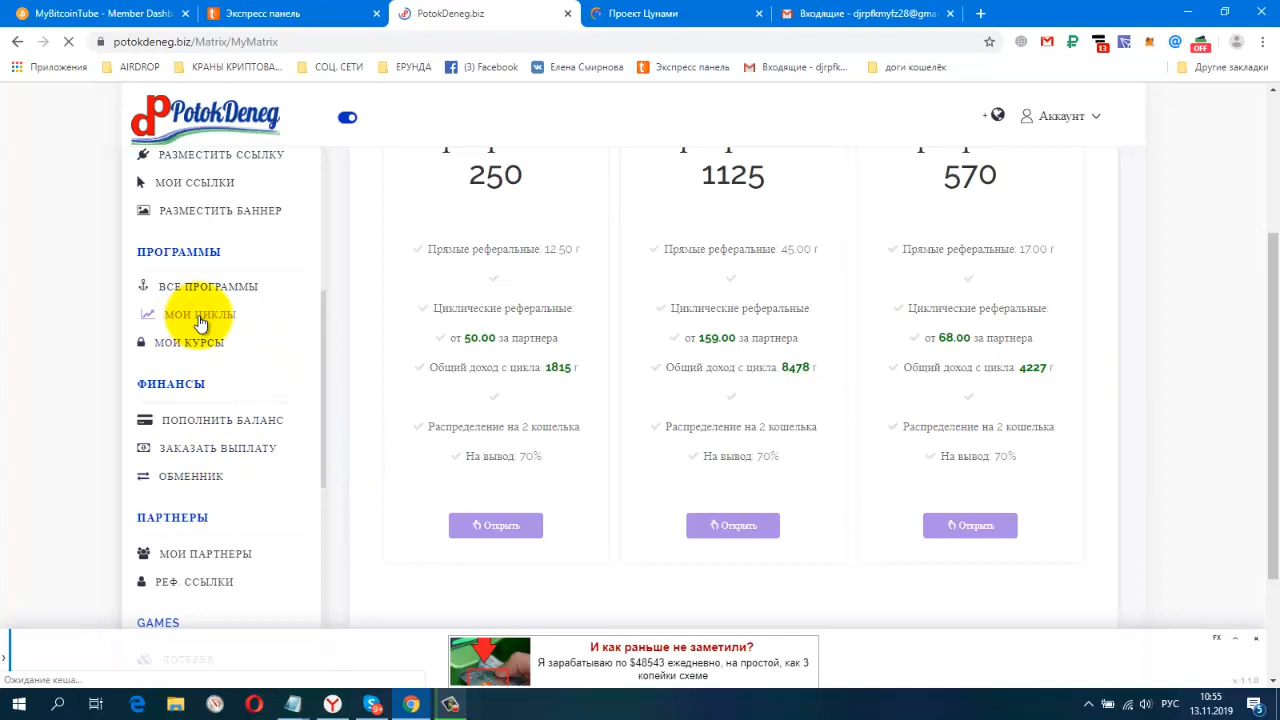 MyBitcoinTube - Member Dashb
Экспресс панель
PotokDeneg.biz
Проект Цунами
Входящие - djrpfkmyfz28@gmai
potokdeneg.biz/Matrix/MyMatrix
13
OFF
Приложения
AIRDROP
КРАНЫ КРИПТОВА...
СОЦ. СЕТИ
ЕРУНДА
(3) Facebook
Елена Смирнова
Экспресс панель
Входящие - djrpfk...
доги кошелёк
Другие закладки
PotokDeneg
+
Аккаунт
РАЗМЕСТИТЬ ССЫЛКУ
МОИ ССЫЛКИ
РАЗМЕСТИТЬ БАННЕР
ПРОГРАММЫ
ВСЕ ПРОГРАММЫ
МОИ ЦИКЛЫ
МОИ КУРСЫ
ФИНАНСЫ
ПОПОЛНИТЬ БАЛАНС
ЗАКАЗАТЬ ВЫПЛАТУ
ОБМЕННИК
ПАРТНЕРЫ
МОИ ПАРТНЕРЫ
РЕФ. ССЫЛКИ
GAMES
ЛОТЕРЕЯ
250
Прямые реферальные: 12.50 г
Циклические реферальные:
от 50.00 за партнера
Общий доход с цикла: 1815 г
Распределение на 2 кошелька
На вывод: 70%
Открыть
1125
Прямые реферальные: 45.00 г
Циклические реферальные:
от 159.00 за партнера
Общий доход с цикла: 8478 г
Распределение на 2 кошелька
На вывод: 70%
Открыть
570
Прямые реферальные: 17.00 г
Циклические реферальные:
от 68.00 за партнера
Общий доход с цикла: 4227 г
Распределение на 2 кошелька
На вывод: 70%
Открыть
И как раньше не заметили?
Я зарабатываю по $48543 ежедневно, на простой, как 3
копейки схеме
FX
v. 1.1.0
Ожидание кеша...
РУС
10:55
13.11.2019